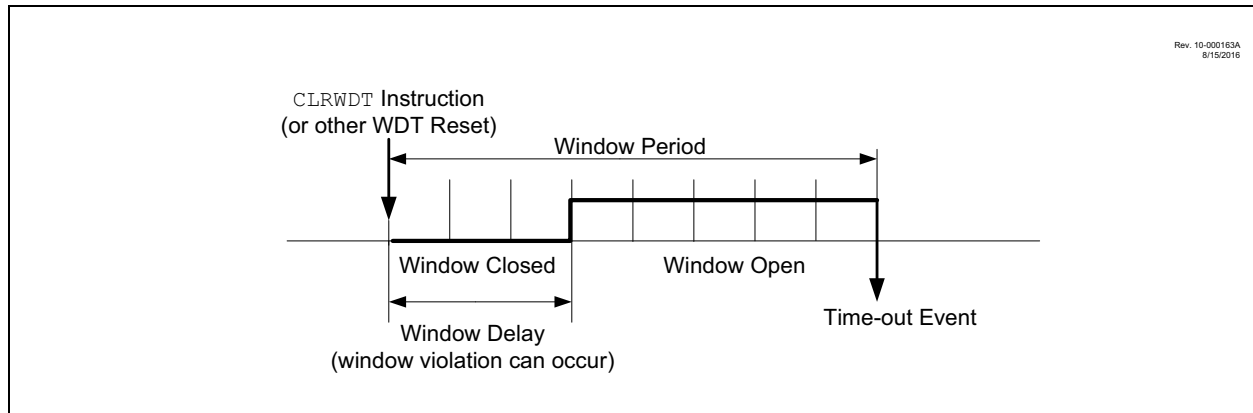 Rev. 10-000163A
8/15/2016
CLRWDT Instruction
(or other WDT Reset)
Window Period
Window Closed
Window Open
Window Delay
(window violation can occur)
Time-out Event